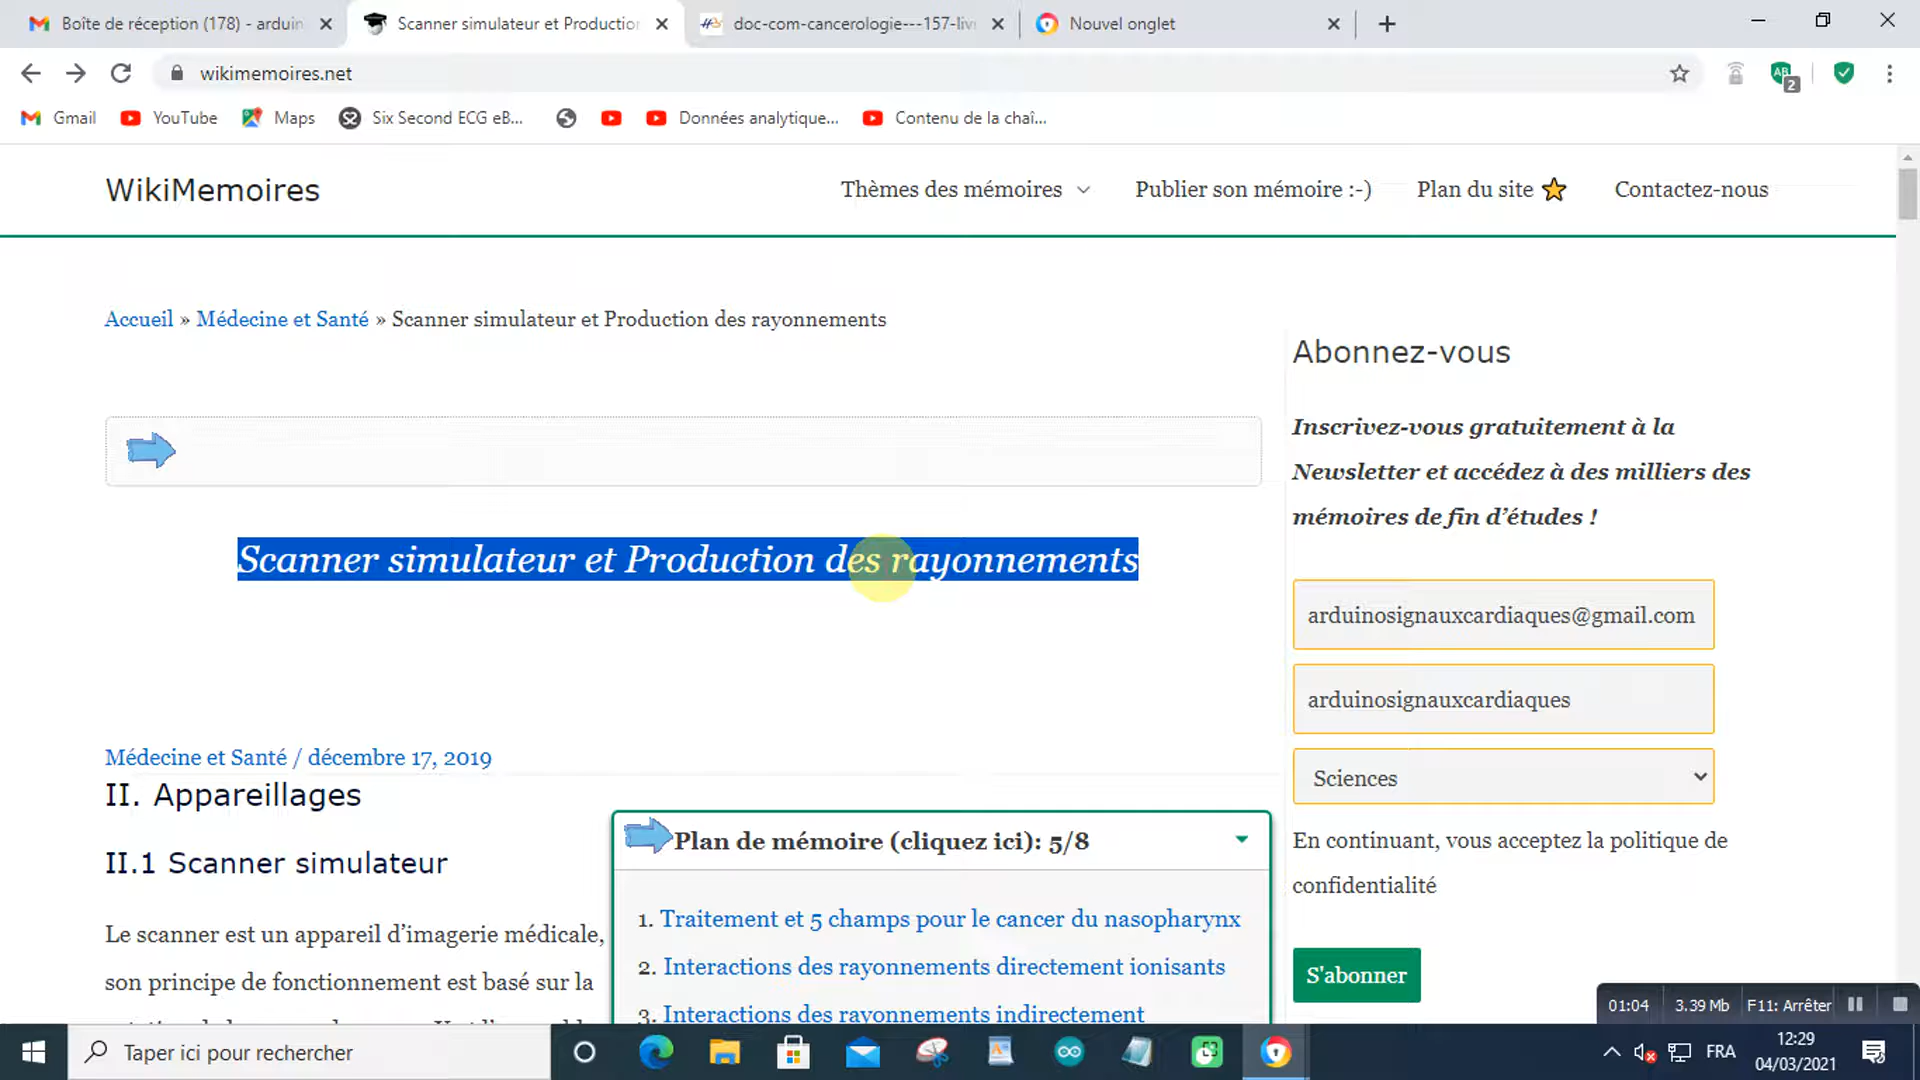 Boîte de réception (178) - arduin
Scanner simulateur et Production
doc-com-cancerologie---157-livr
Nouvel onglet
wikimemoires.net
AB
2
Gmail
YouTube
Maps
Six Second ECG eB...
Données analytique...
Contenu de la chaî...
WikiMemoires
Thèmes des mémoires
Publier son mémoire :-)
Plan du site
Contactez-nous
Accueil » Médecine et Santé » Scanner simulateur et Production des rayonnements
Scanner simulateur et Production des rayonnements
Médecine et Santé / décembre 17, 2019
II. Appareillages
II.1 Scanner simulateur
Le scanner est un appareil d’imagerie médicale,
son principe de fonctionnement est basé sur la
Plan de mémoire (cliquez ici): 5/8
1. Traitement et 5 champs pour le cancer du nasopharynx
2. Interactions des rayonnements directement ionisants
3. Interactions des rayonnements indirectement
Abonnez-vous
Inscrivez-vous gratuitement à la
Newsletter et accédez à des milliers des
mémoires de fin d’études !
arduinosignauxcardiaques@gmail.com
arduinosignauxcardiaques
Sciences
En continuant, vous acceptez la politique de
confidentialité
S'abonner
01:04
3.39 Mb
F11: Arrêter
Taper ici pour rechercher
FRA
12:29
04/03/2021